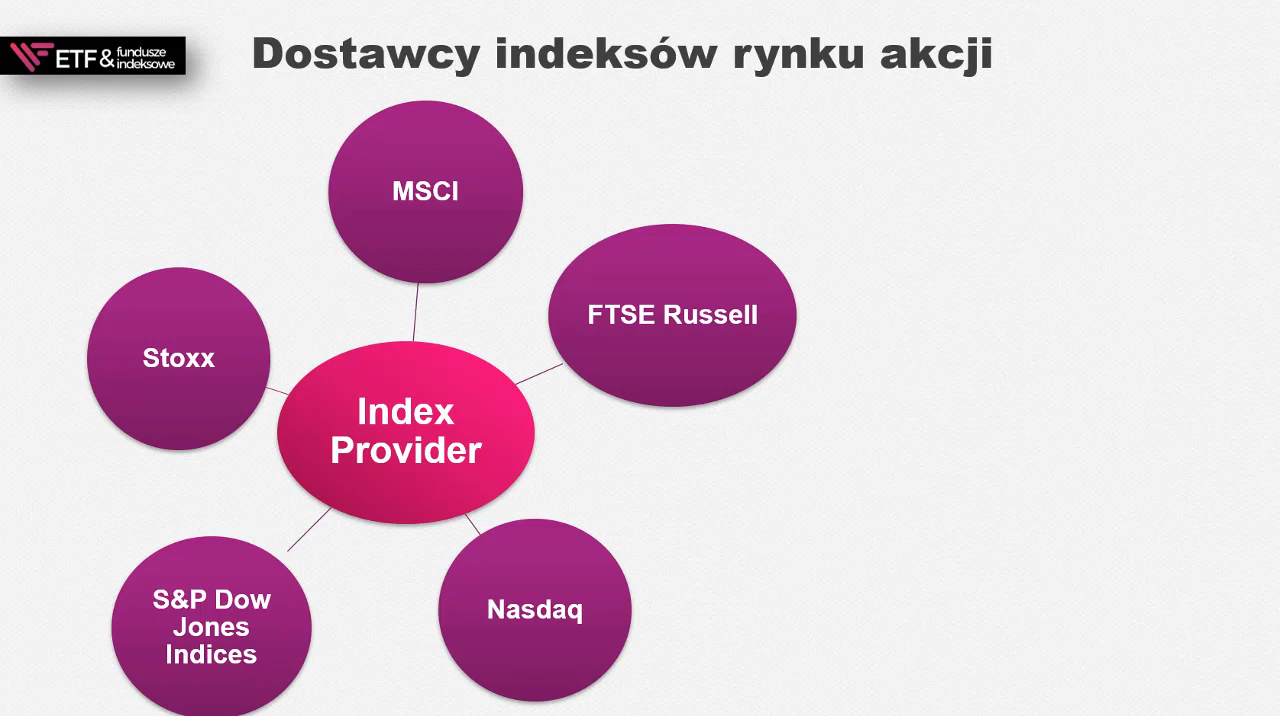 ETF& fundusze
indeksowe
Dostawcy indeksów rynku akcji
MSCI
FTSE Russell
Stoxx
Index
Provider
S&P Dow
Jones
Indices
Nasdaq